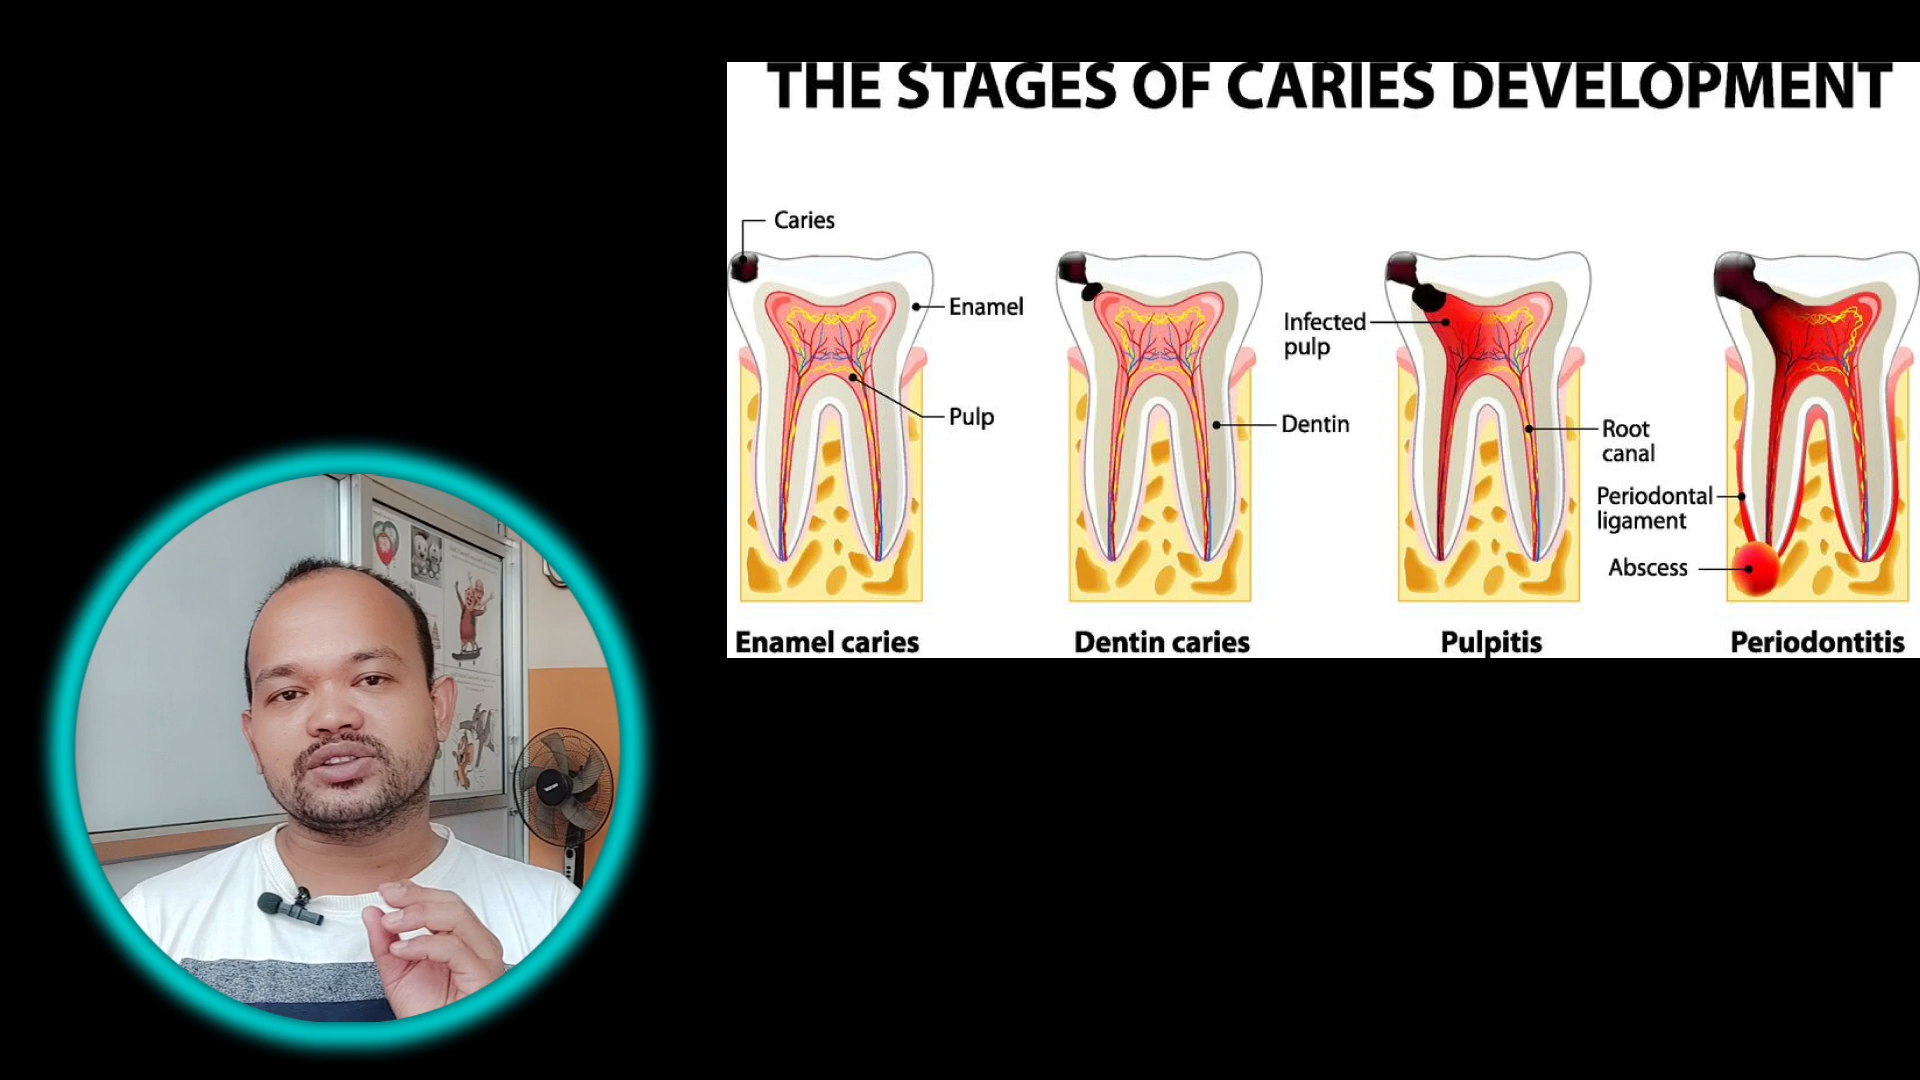 THE STAGES OF CARIES DEVELOPMENT
Caries
Enamel
Pulp
Dentin
Infected
pulp
Root
canal
Periodontal
ligament
Abscess
Enamel caries
Dentin caries
Pulpitis
Periodontitis